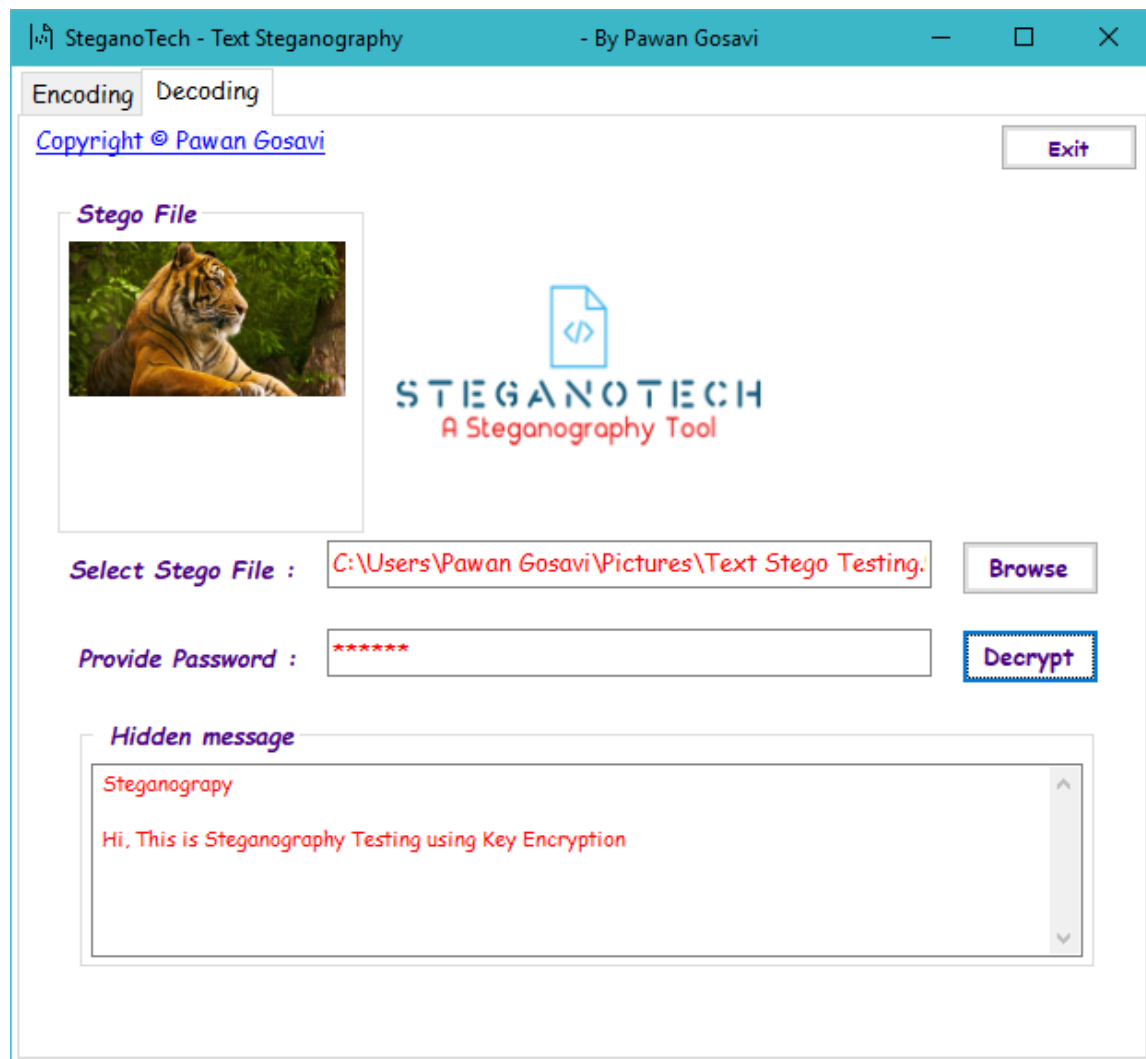 SteganoTech - Text Steganography - By Pawan Gosavi
Encoding Decoding
Copyright © Pawan Gosavi
Exit
Stego File
</>
STEGANOTECH
A Steganography Tool
Select Stego File : C:\Users\Pawan Gosavi\Pictures\Text Stego Testing. Browse
Provide Password : ****** Decrypt
Hidden message
Steganograpy
Hi, This is Steganography Testing using Key Encryption